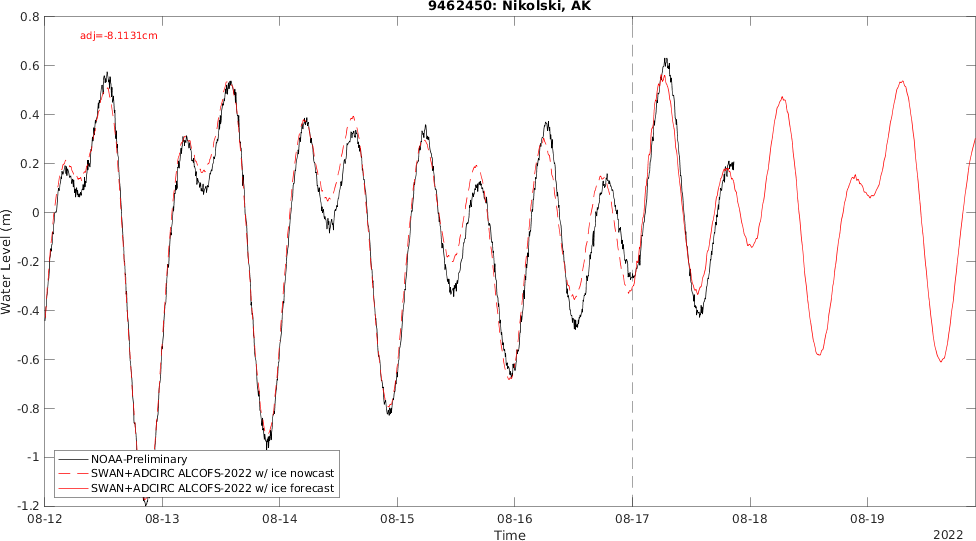 9462450: Nikolski, AK
adj=-8.1131cm
0.8
0.6
0.4
0.2
0
-0.2
-0.4
-0.6
-0.8
-1
-1.2
Water Level (m)
NOAA-Preliminary
SWAN+ADCIRC ALCOFS-2022 w/ ice nowcast
SWAN+ADCIRC ALCOFS-2022 w/ ice forecast
08-12 08-13 08-14 08-15 08-16 08-17 08-18 08-19
Time
2022